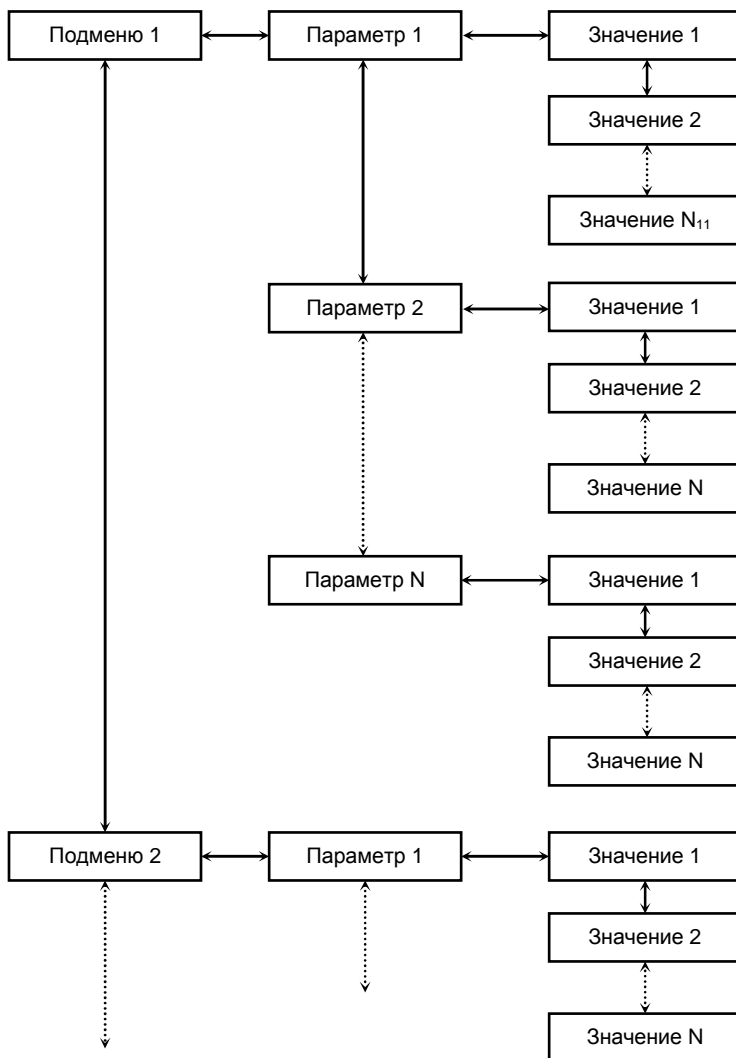 Подменю 1 Параметр 1 Значение 1
Значение 2
Значение N₁₁
Параметр 2 Значение 1
Значение 2
Значение N
Параметр N Значение 1
Значение 2
Значение N
Подменю 2 Параметр 1 Значение 1
Значение 2
Значение N